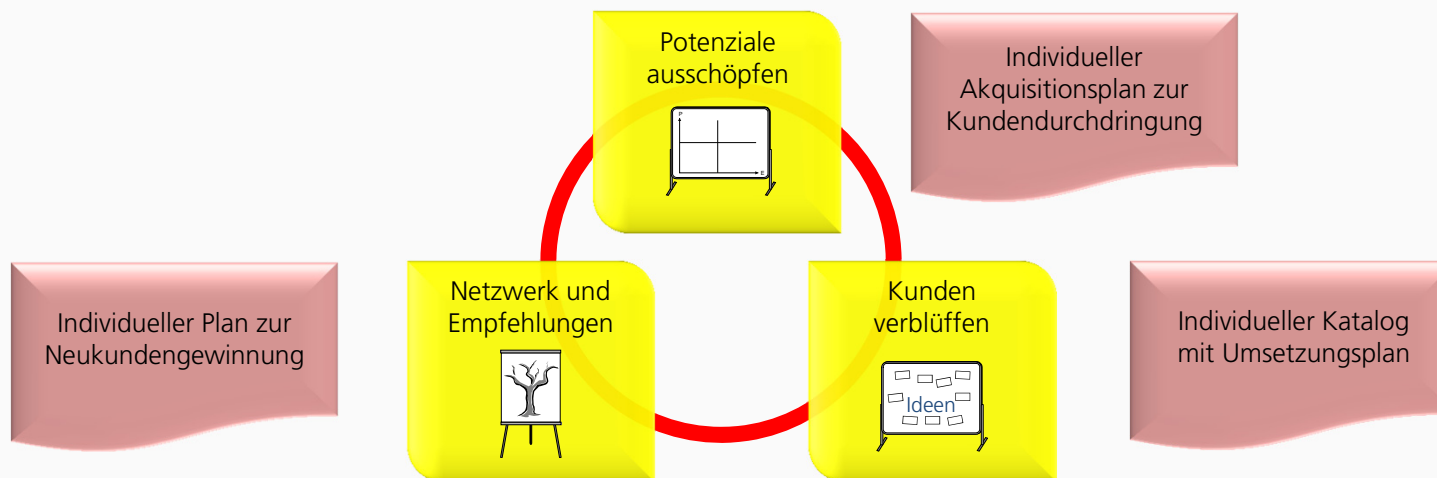 Potenziale
ausschöpfen
P
E
Individueller
Akquisitionsplan zur
Kundendurchdringung
Netzwerk und
Empfehlungen
Kunden
verblüffen
Ideen
Individueller Plan zur
Neukundengewinnung
Individueller Katalog
mit Umsetzungsplan